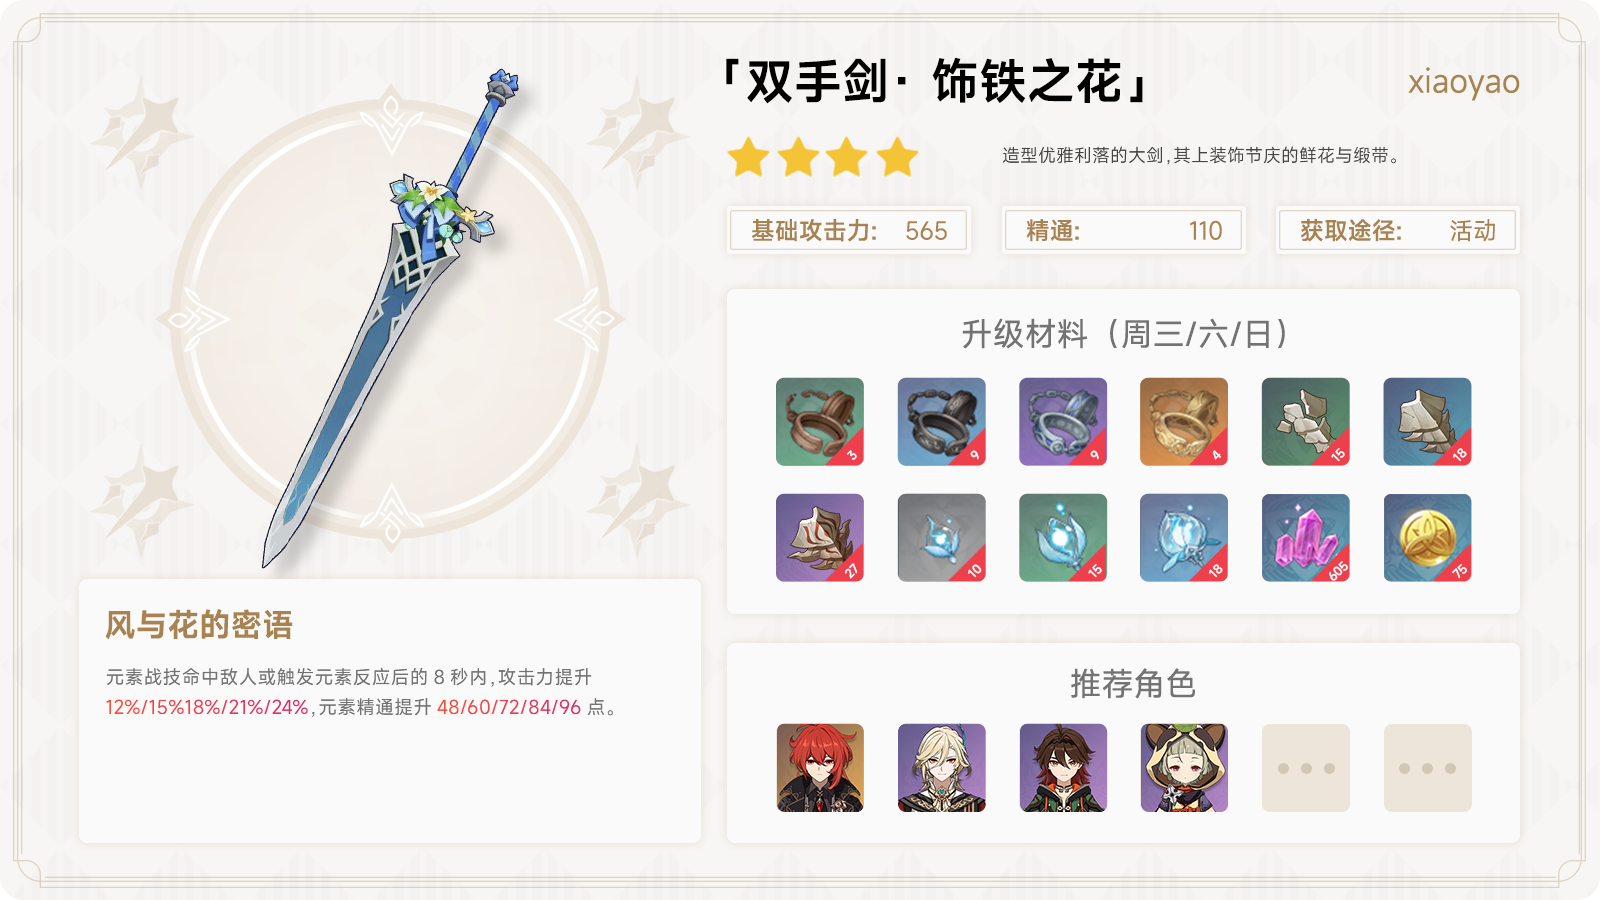 「双手剑· 饰铁之花」
xiaoyao
造型优雅利落的大剑,其上装饰节庆的鲜花与缎带。
基础攻击力: 565
精通: 110
获取途径: 活动
升级材料（周三/六/日）
3 9 9 4 15 18
27 10 15 18 605 75
风与花的密语
元素战技命中敌人或触发元素反应后的 8 秒内,攻击力提升
12%/15%18%/21%/24%,元素精通提升 48/60/72/84/96 点。
推荐角色